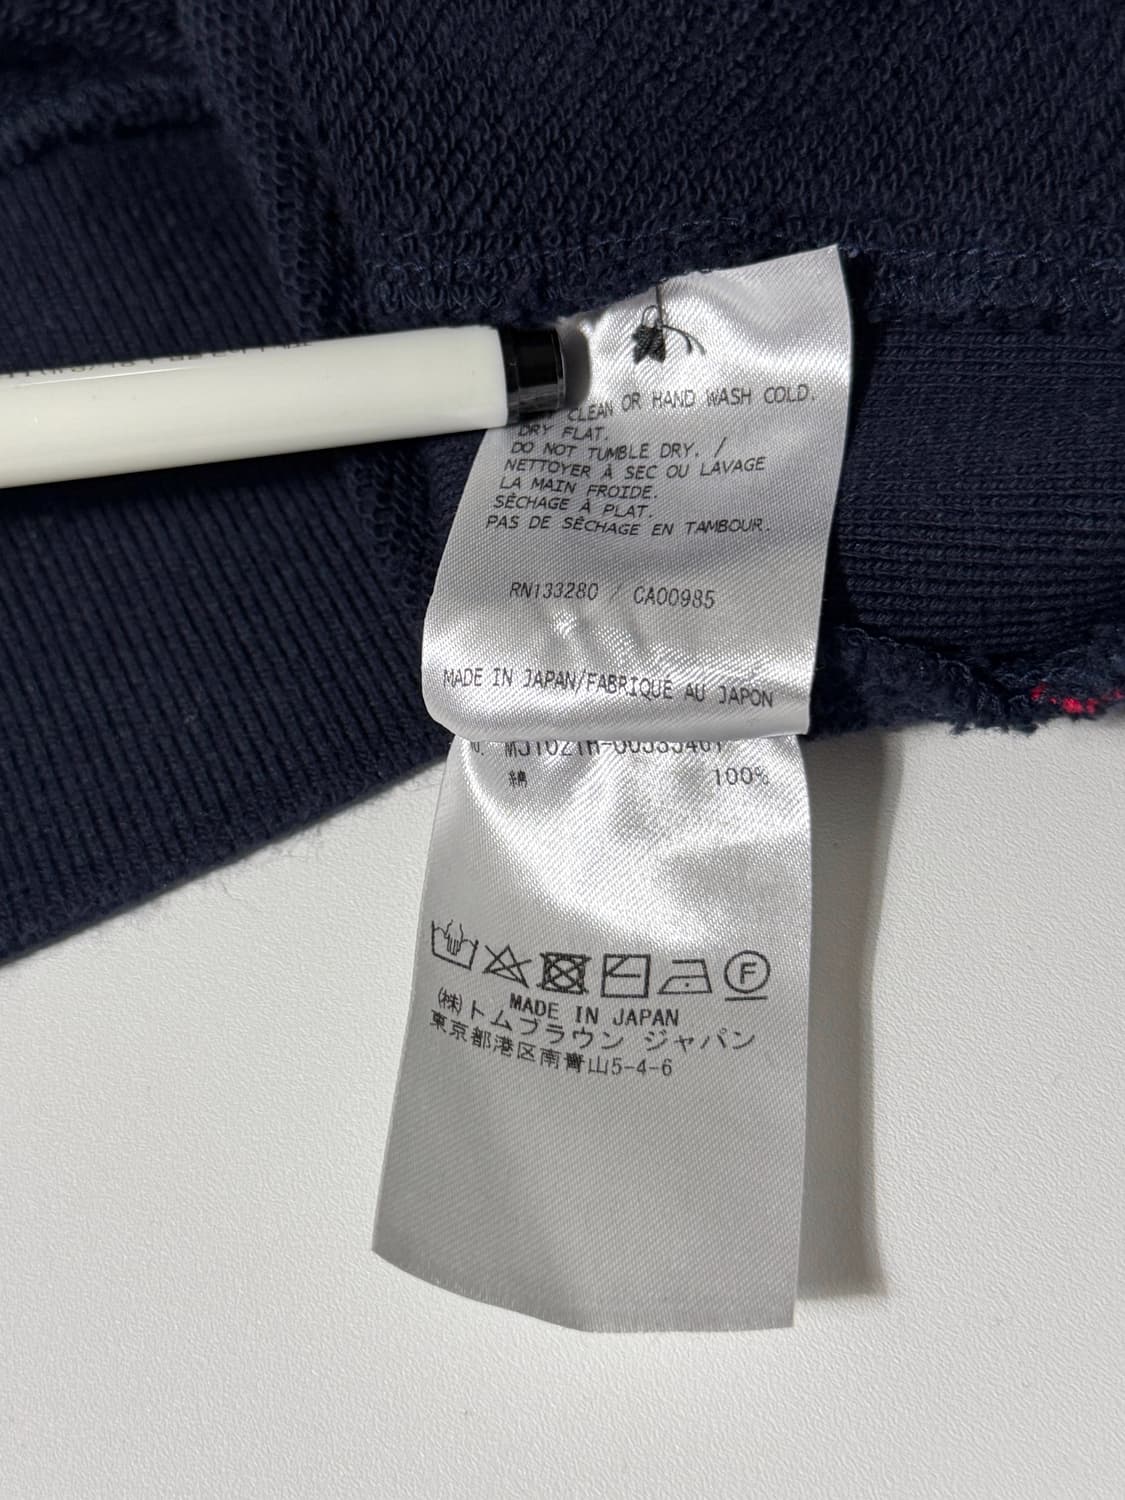 CLEAN OR HAND WASH COLD.
DRY FLAT.
DO NOT TUMBLE DRY. /
NETTOYER À SEC OU LAVAGE
LA MAIN FROIDE.
SÉCHAGE À PLAT.
PAS DE SÉCHAGE EN TAMBOUR.
RN133280 / CA00985
MADE IN JAPAN/FABRIQUE AU JAPON
綿 100%
F
MADE IN JAPAN
(株)トムブラウン ジャパン
東京都港区南青山5-4-6